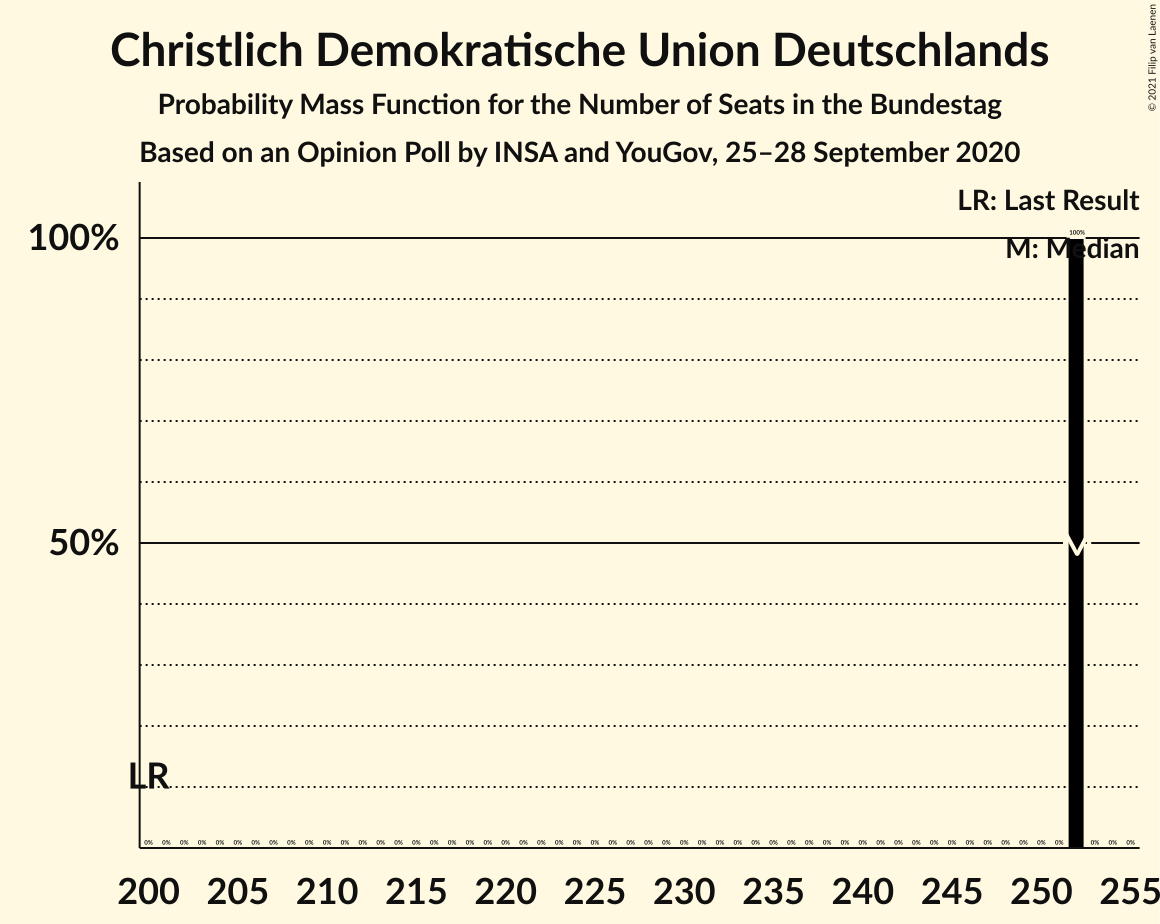 Christlich Demokratische Union Deutschlands
Probability Mass Function for the Number of Seats in the Bundestag
Based on an Opinion Poll by INSA and YouGov, 25–28 September 2020
© 2021 Filip van Laenen
LR: Last Result
M: Median
100%
100%
50%
LR
0% 0% 0% 0% 0% 0% 0% 0% 0% 0% 0% 0% 0% 0% 0% 0% 0% 0% 0% 0% 0% 0% 0% 0% 0% 0% 0% 0% 0% 0% 0% 0% 0% 0% 0% 0% 0% 0% 0% 0% 0% 0% 0% 0% 0% 0% 0% 0% 0% 0% 0% 0% 0% 0% 0%
200 205 210 215 220 225 230 235 240 245 250 255